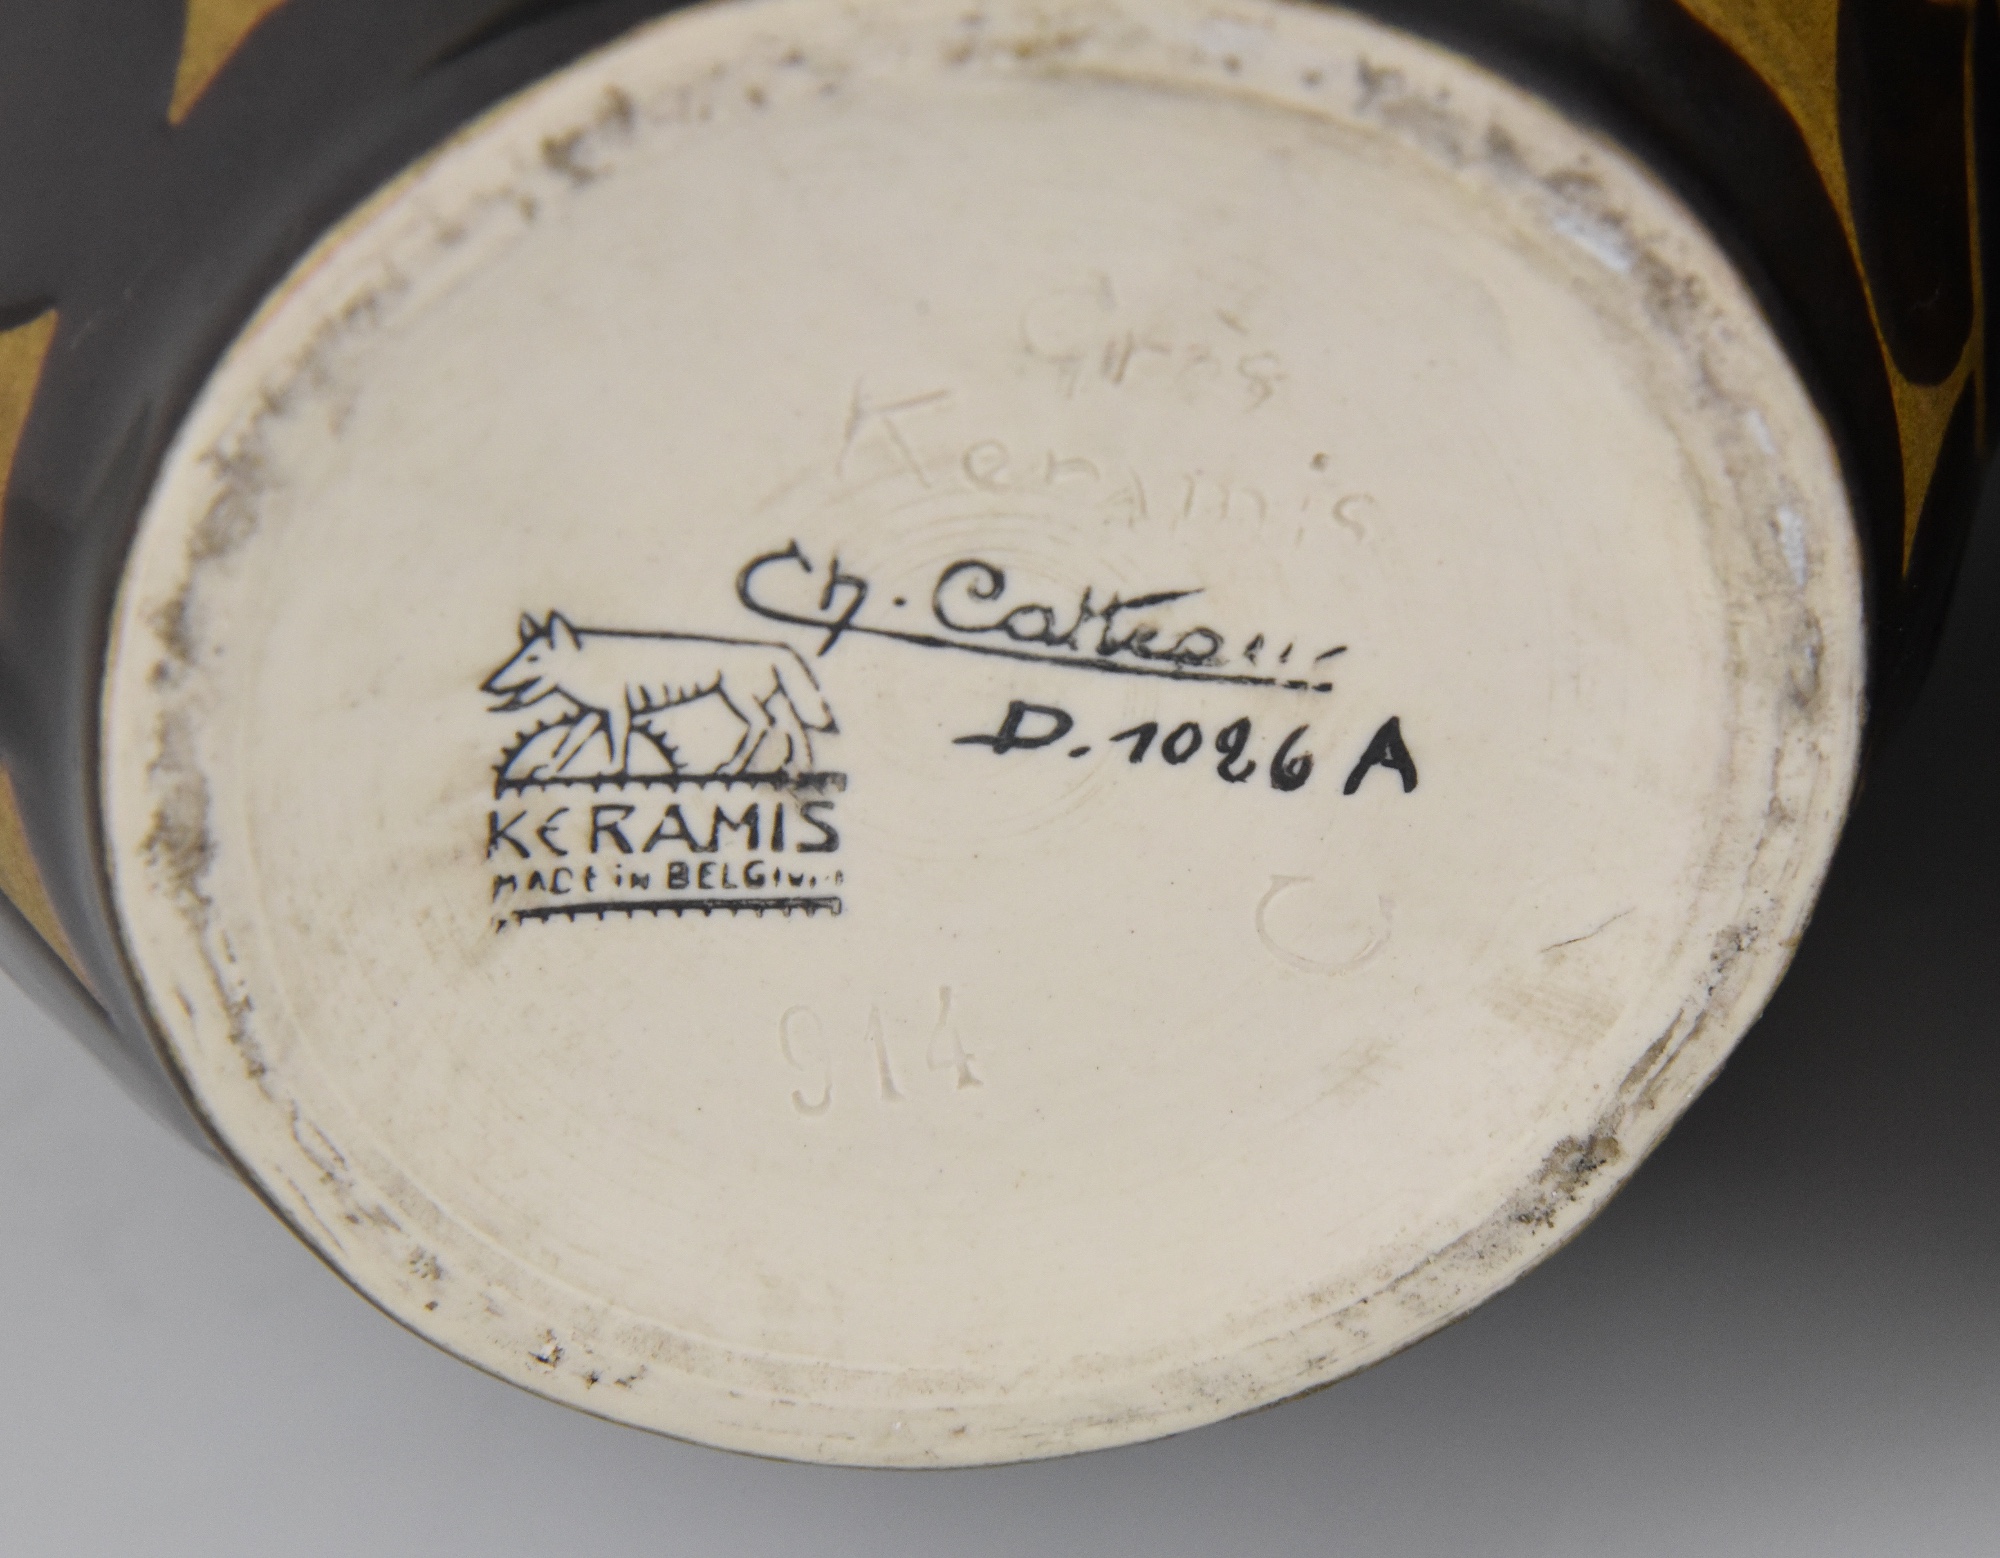 Grès
Keramis
Ch. Catteau
D. 1026 A
KERAMIS
MADE IN BELGIUM
C
914